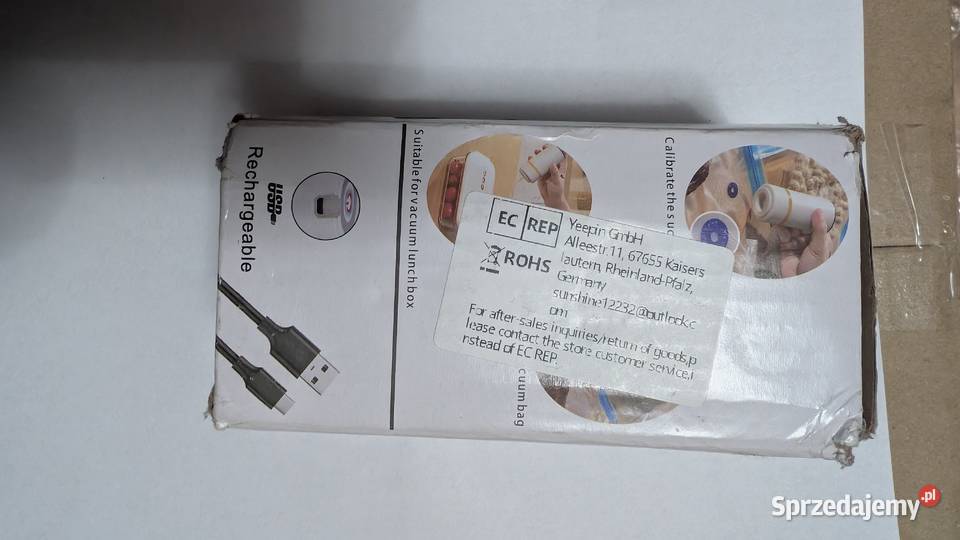 Rechargeable
Suitable for vacuum lunch box
Calibrate the suc
cuum bag
EC REP
ROHS
Yeepin GmbH
Alleestr.11, 67655 Kaisers
lautern, Rheinland-Pfalz,
Germany
sunshine12232@outlook.c
om
For after-sales inquiries/return of goods,p
lease contact the store customer service,i
nstead of EC REP.
Sprzedajemy.pl